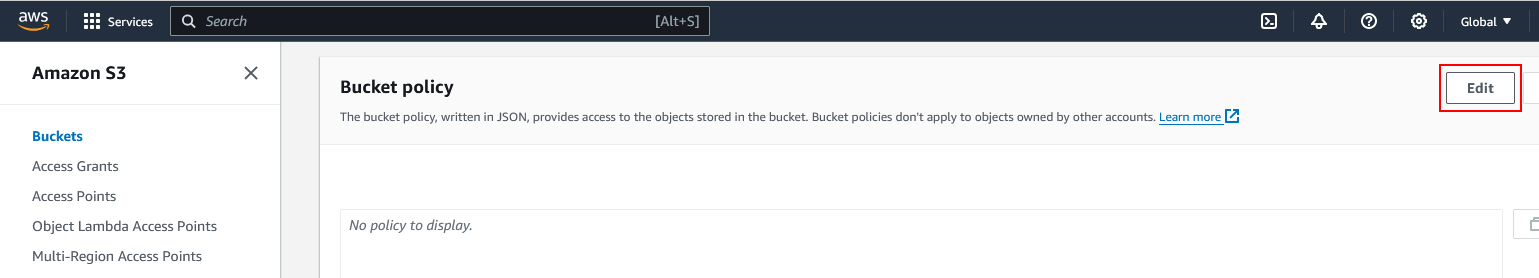 aws
Services
Search
[Alt+S]
Global
Amazon S3
Buckets
Access Grants
Access Points
Object Lambda Access Points
Multi-Region Access Points
Bucket policy
Edit
The bucket policy, written in JSON, provides access to the objects stored in the bucket. Bucket policies don't apply to objects owned by other accounts. Learn more
No policy to display.